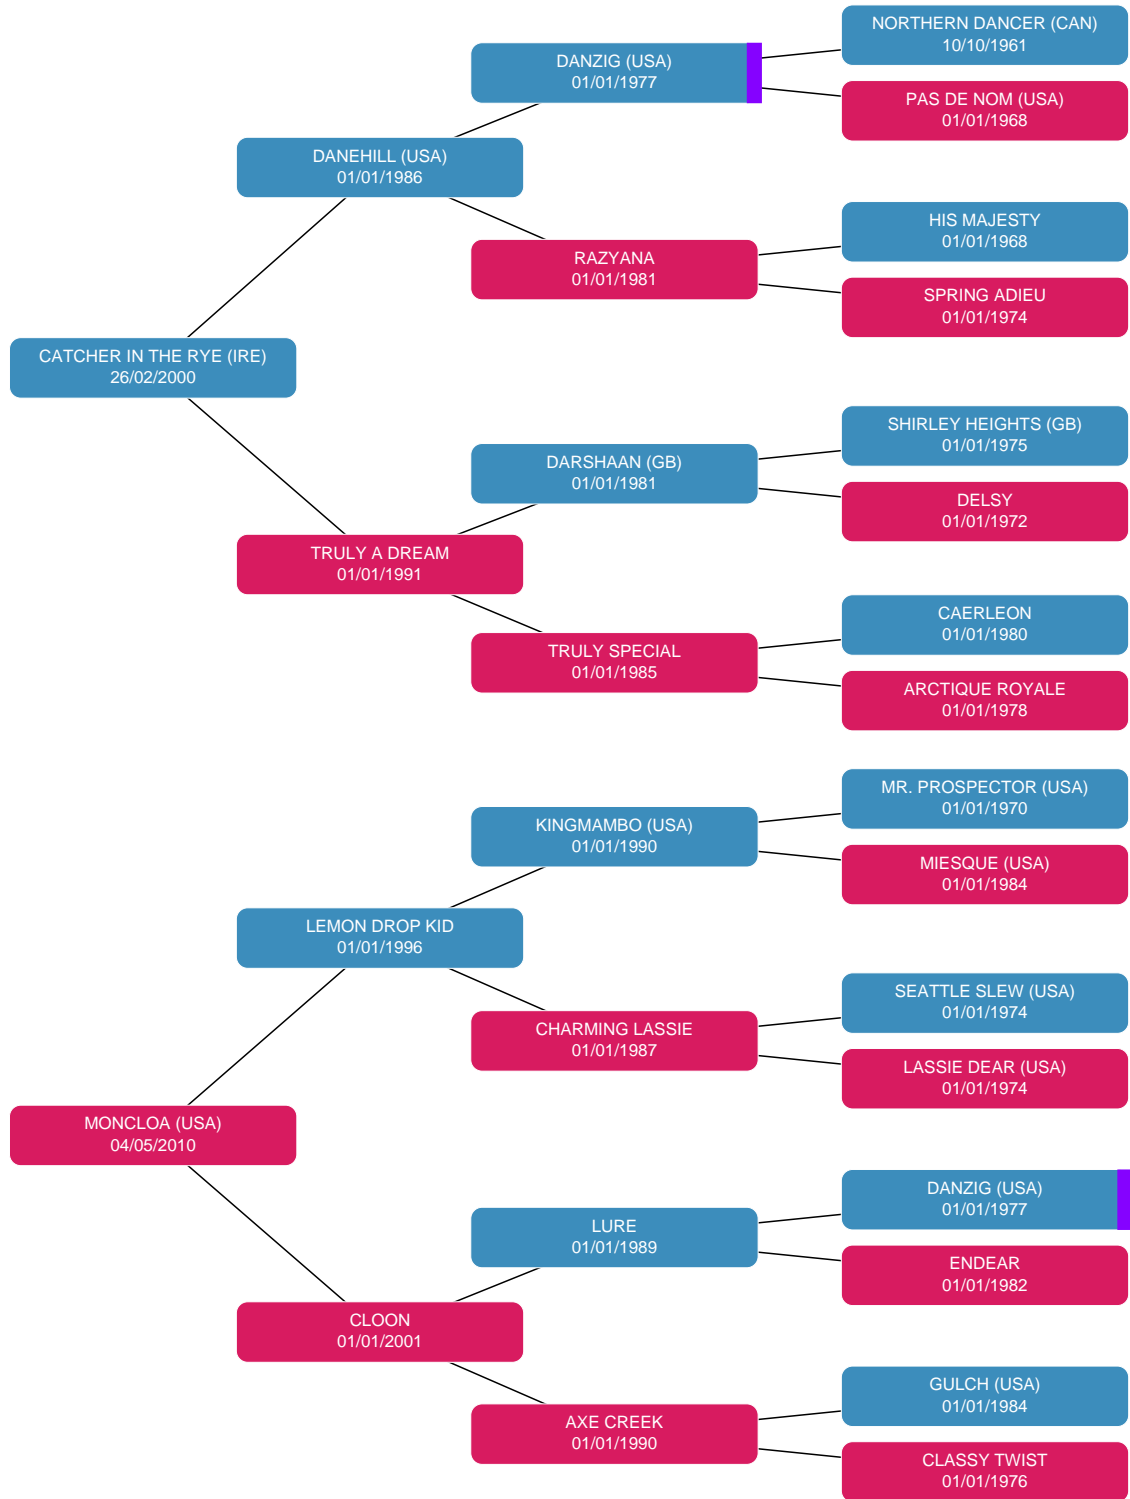 NORTHERN DANCER (CAN)
10/10/1961
DANZIG (USA)
01/01/1977
PAS DE NOM (USA)
01/01/1968
DANEHILL (USA)
01/01/1986
HIS MAJESTY
01/01/1968
RAZYANA
01/01/1981
SPRING ADIEU
01/01/1974
CATCHER IN THE RYE (IRE)
26/02/2000
SHIRLEY HEIGHTS (GB)
01/01/1975
DARSHAAN (GB)
01/01/1981
DELSY
01/01/1972
TRULY A DREAM
01/01/1991
CAERLEON
01/01/1980
TRULY SPECIAL
01/01/1985
ARCTIQUE ROYALE
01/01/1978
MR. PROSPECTOR (USA)
01/01/1970
KINGMAMBO (USA)
01/01/1990
MIESQUE (USA)
01/01/1984
LEMON DROP KID
01/01/1996
SEATTLE SLEW (USA)
01/01/1974
CHARMING LASSIE
01/01/1987
LASSIE DEAR (USA)
01/01/1974
MONCLOA (USA)
04/05/2010
DANZIG (USA)
01/01/1977
LURE
01/01/1989
ENDEAR
01/01/1982
CLOON
01/01/2001
GULCH (USA)
01/01/1984
AXE CREEK
01/01/1990
CLASSY TWIST
01/01/1976